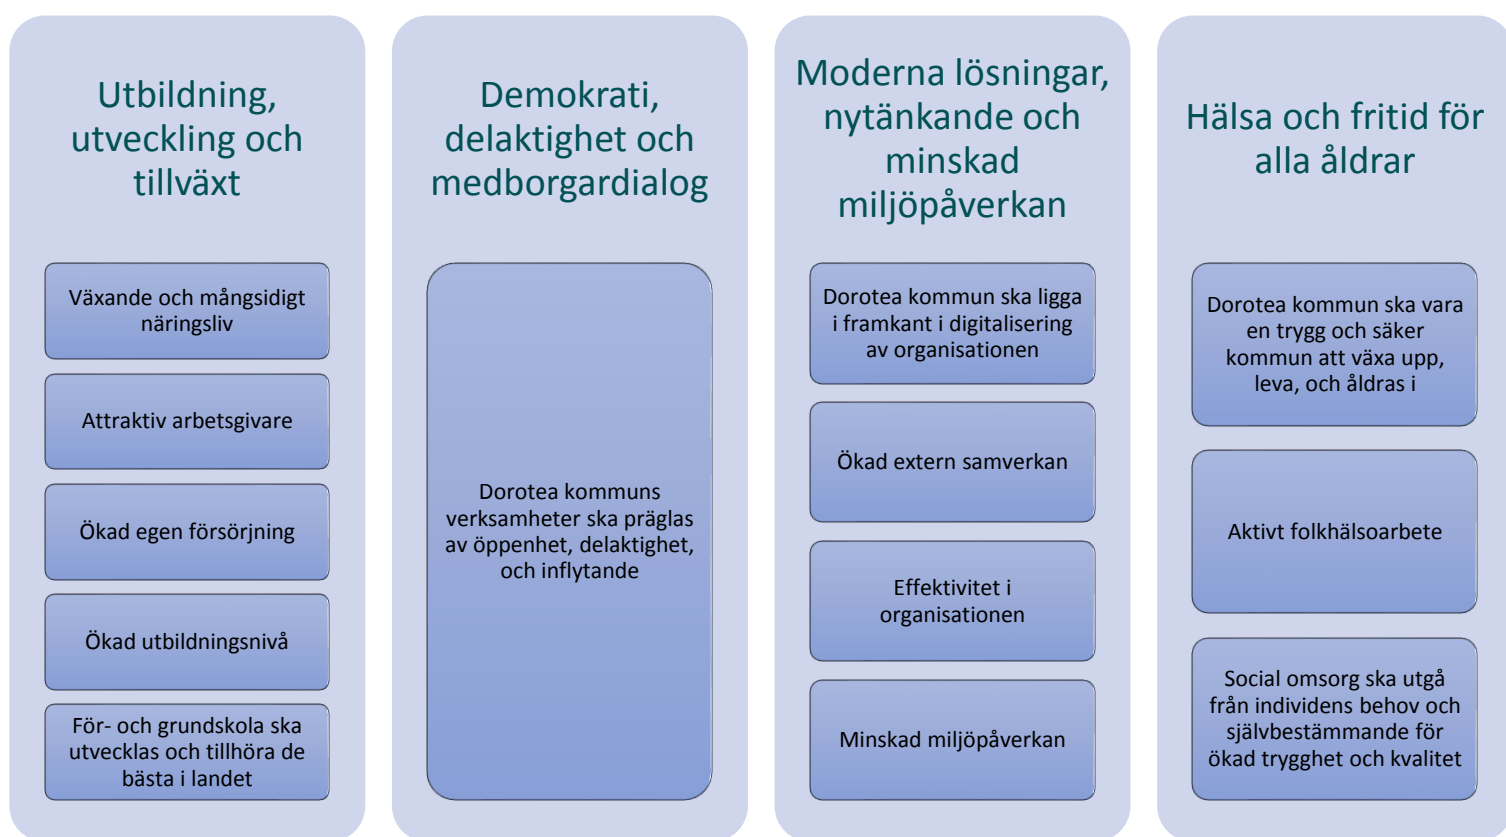 Utbildning,
utveckling och
tillväxt
Växande och mångsidigt
näringsliv
Attraktiv arbetsgivare
Ökad egen försörjning
Ökad utbildningsnivå
För- och grundskola ska
utvecklas och tillhöra de
bästa i landet
Demokrati,
delaktighet och
medborgardialog
Dorotea kommuns
verksamheter ska präglas
av öppenhet, delaktighet,
och inflytande
Moderna lösningar,
nytänkande och
minskad
miljöpåverkan
Dorotea kommun ska ligga
i framkant i digitalisering
av organisationen
Ökad extern samverkan
Effektivitet i
organisationen
Minskad miljöpåverkan
Hälsa och fritid för
alla åldrar
Dorotea kommun ska vara
en trygg och säker
kommun att växa upp,
leva, och åldras i
Aktivt folkhälsoarbete
Social omsorg ska utgå
från individens behov och
självbestämmande för
ökad trygghet och kvalitet